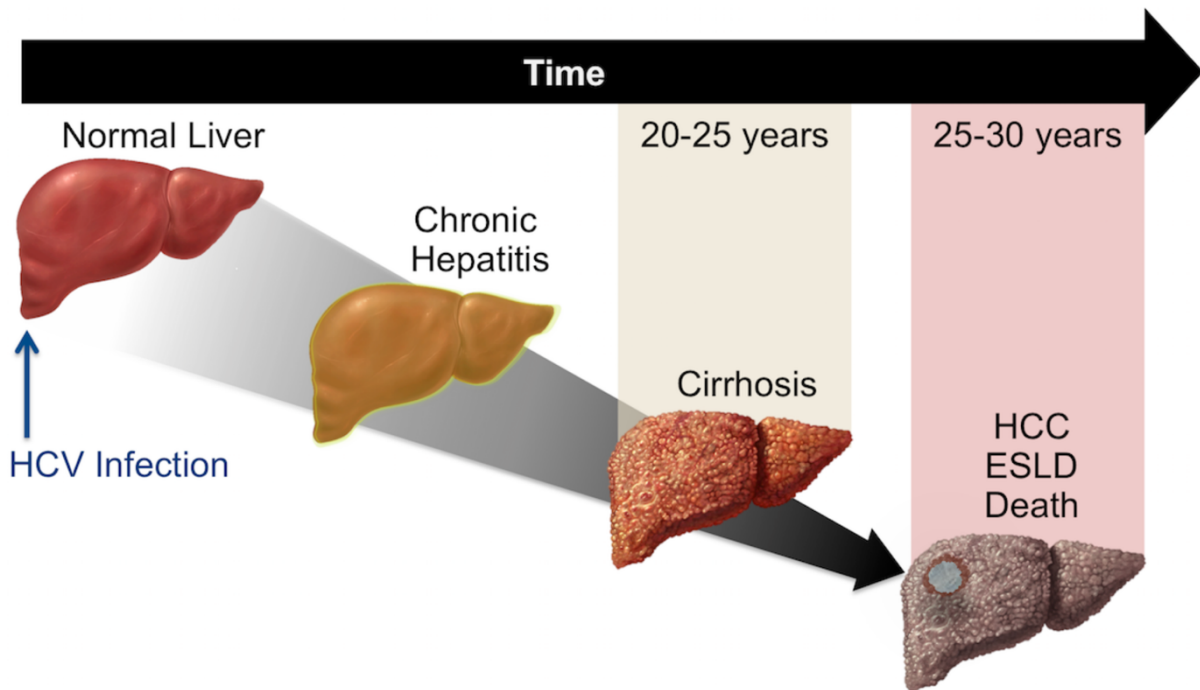 Time
Normal Liver
20-25 years
25-30 years
Chronic
Hepatitis
Cirrhosis
HCC
ESLD
Death
HCV Infection